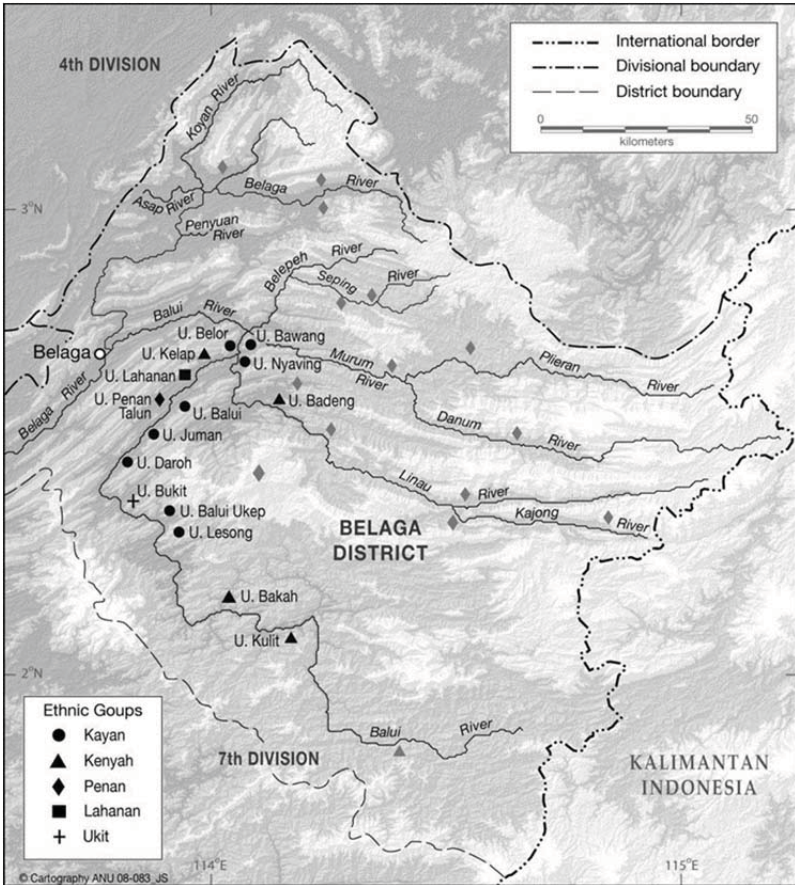 4th DIVISION
International border
Divisional boundary
District boundary
0
50
kilometers
Koyan River
3°N
Asap River
Belaga River
Penyuan
River
Belepeh River
Seping River
Balui River
Belaga
U. Belor
U. Bawang
U. Kelap
U. Nyaving
U. Lahanan
Murum
River
Plieran River
U. Penan
Talun
U. Balui
U. Badeng
Belaga River
Danum River
U. Juman
U. Daroh
Linau River
U. Bukit
U. Balui Ukep
Kajong River
U. Lesong
BELAGA
DISTRICT
U. Bakah
U. Kulit
2°N
Balui River
7th DIVISION
KALIMANTAN
INDONESIA
Ethnic Goups
Kayan
Kenyah
Penan
Lahanan
Ukit
114°E
115°E
© Cartography ANU 08-083_JS